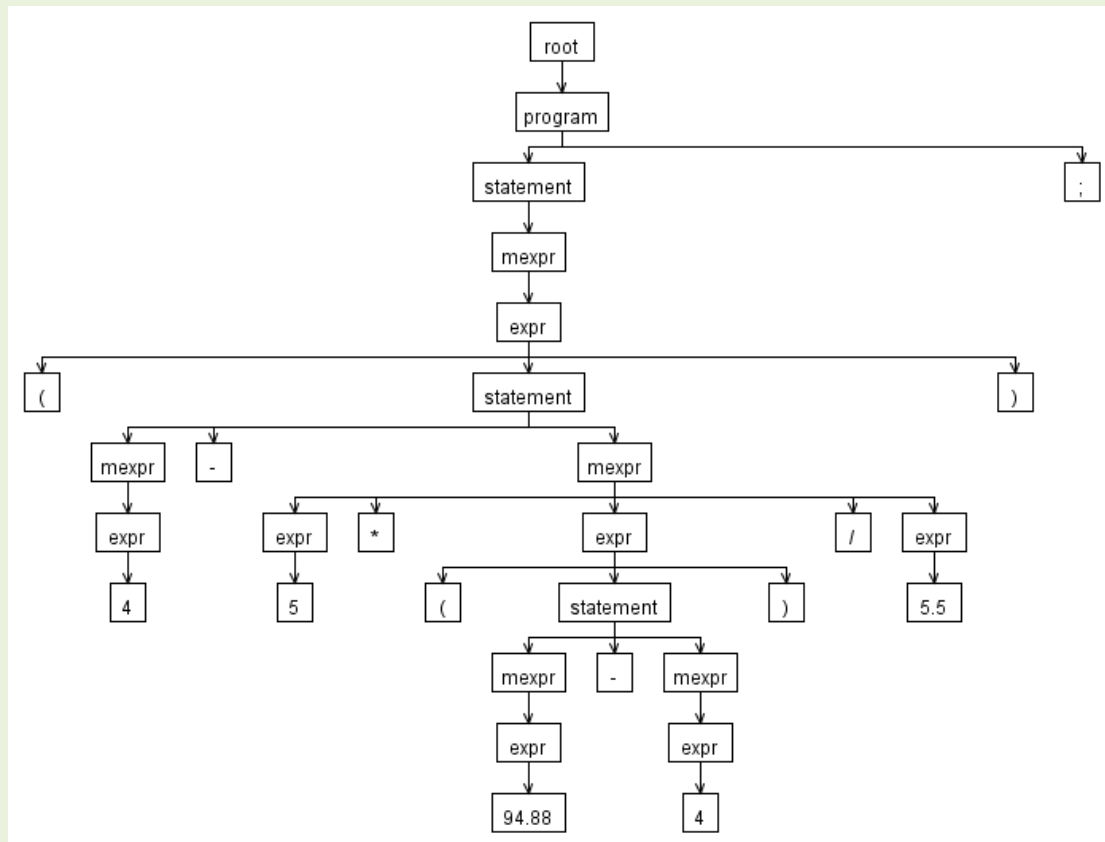 root
program
statement ;
mexpr
expr
( statement )
mexpr - mexpr
expr expr * expr / expr
4 5 ( statement ) 5.5
mexpr - mexpr
expr expr
94.88 4